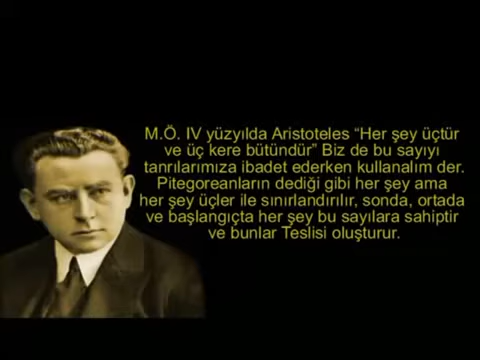 M.Ö. IV yüzyılda Aristoteles “Her şey üçtür
ve üç kere bütündür” Biz de bu sayıyı
tanrılarımıza ibadet ederken kullanalım der.
Pitegoreanların dediği gibi her şey ama
her şey üçler ile sınırlandırılır, sonda, ortada
ve başlangıçta her şey bu sayılara sahiptir
ve bunlar Teslisi oluşturur.